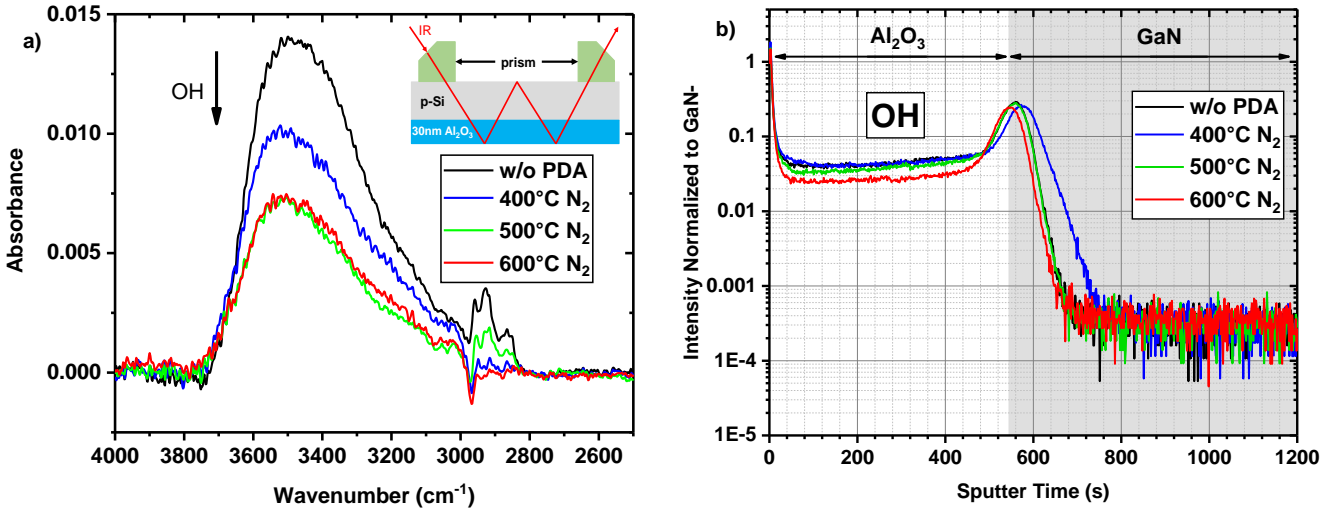 a)
0.015
0.010
0.005
0.000
Absorbance
OH
IR
prism
p-Si
30nm Al₂O₃
w/o PDA
400°C N₂
500°C N₂
600°C N₂
4000 3800 3600 3400 3200 3000 2800 2600
Wavenumber (cm⁻¹)
b)
Al₂O₃ GaN
1
0.1
0.01
0.001
1E-4
1E-5
Intensity Normalized to GaN-
OH
w/o PDA
400°C N₂
500°C N₂
600°C N₂
0 200 400 600 800 1000 1200
Sputter Time (s)